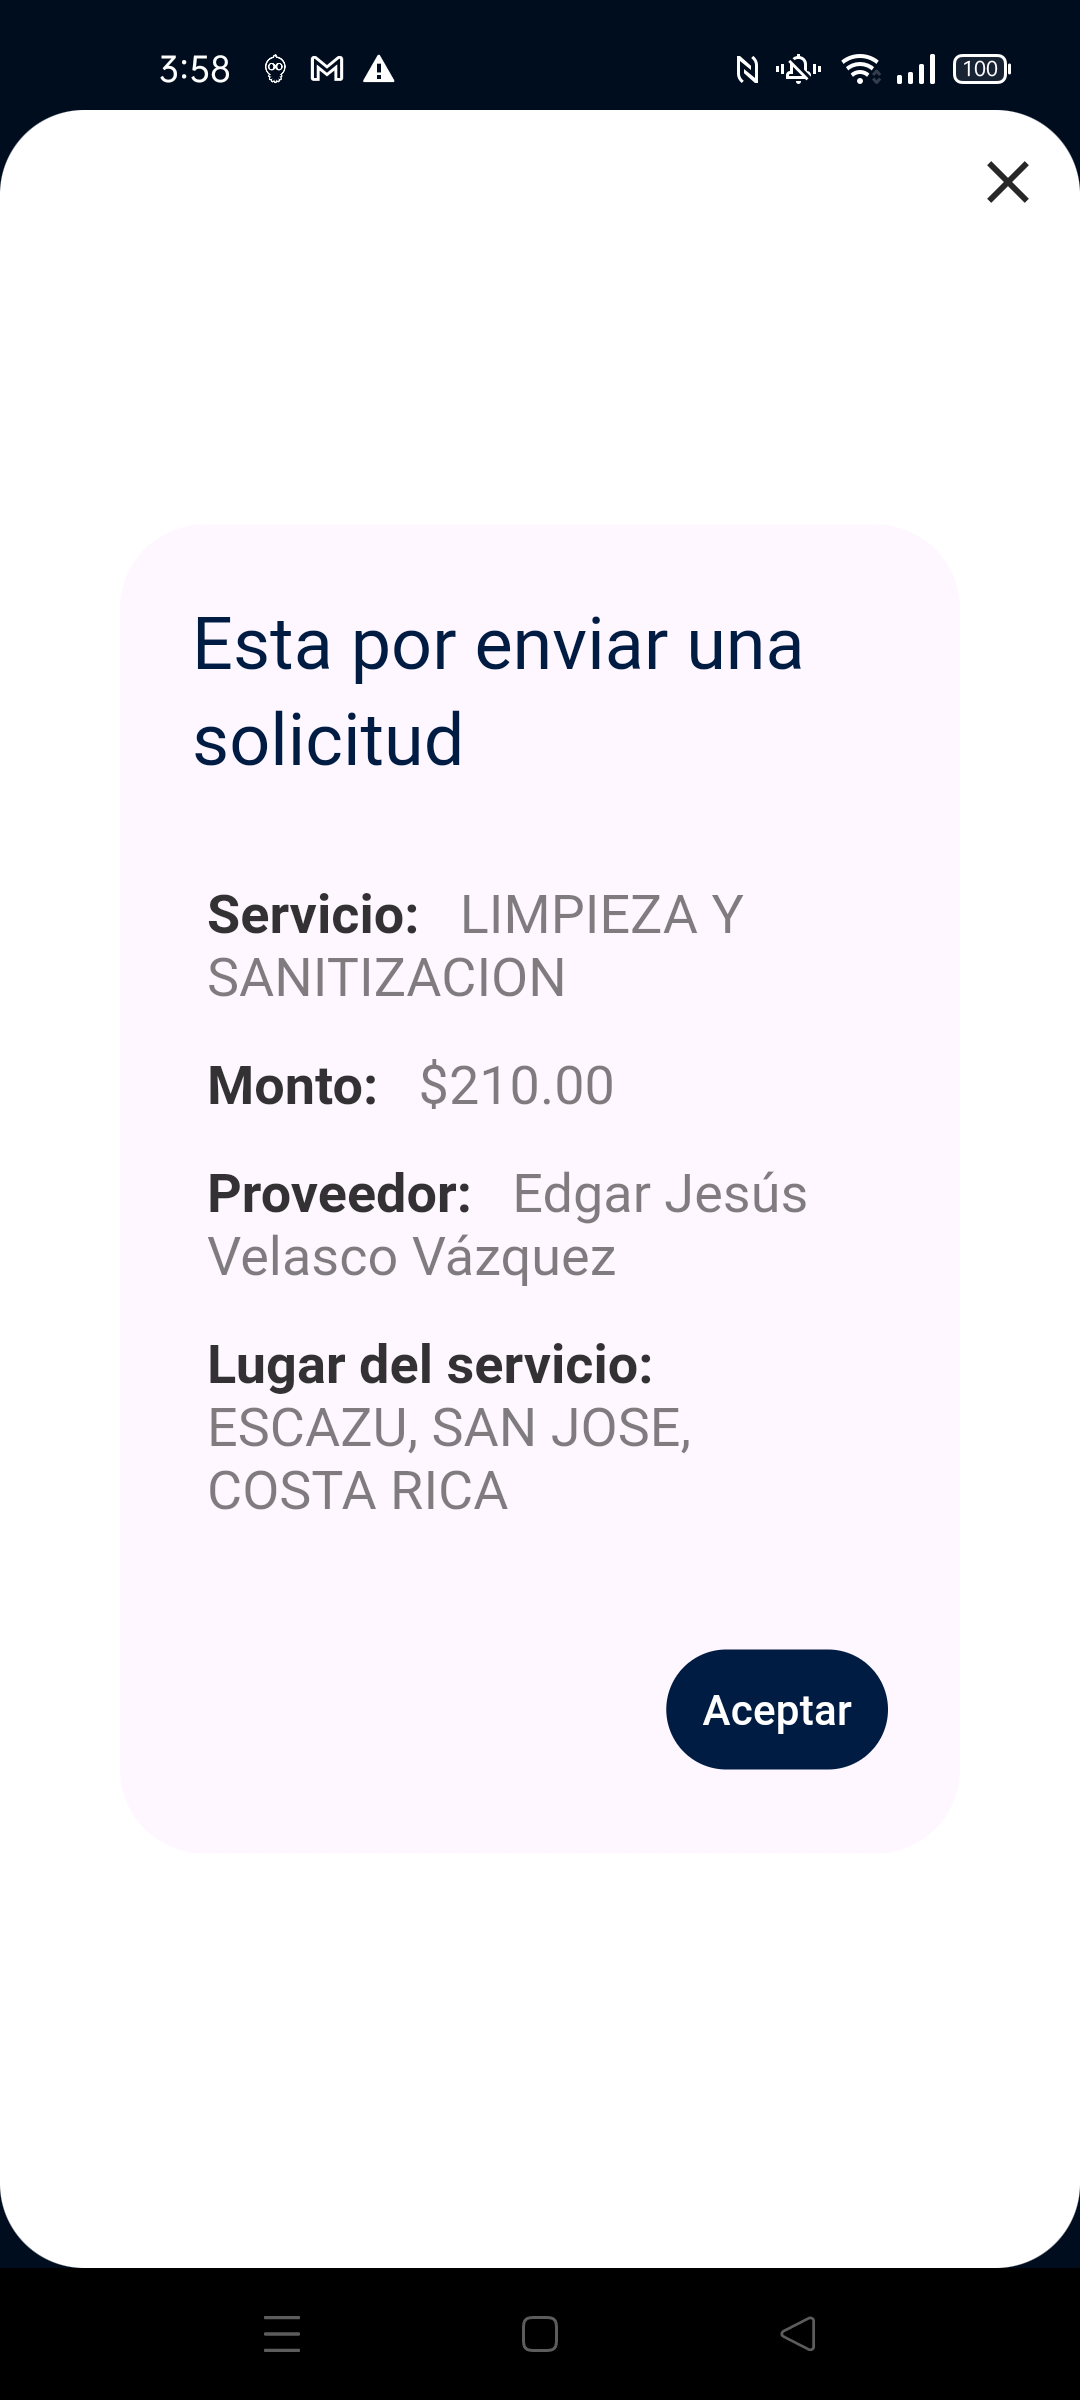 3:58
100
Esta por enviar una
solicitud
Servicio: LIMPIEZA Y
SANITIZACION
Monto: $210.00
Proveedor: Edgar Jesús
Velasco Vázquez
Lugar del servicio:
ESCAZU, SAN JOSE,
COSTA RICA
Aceptar